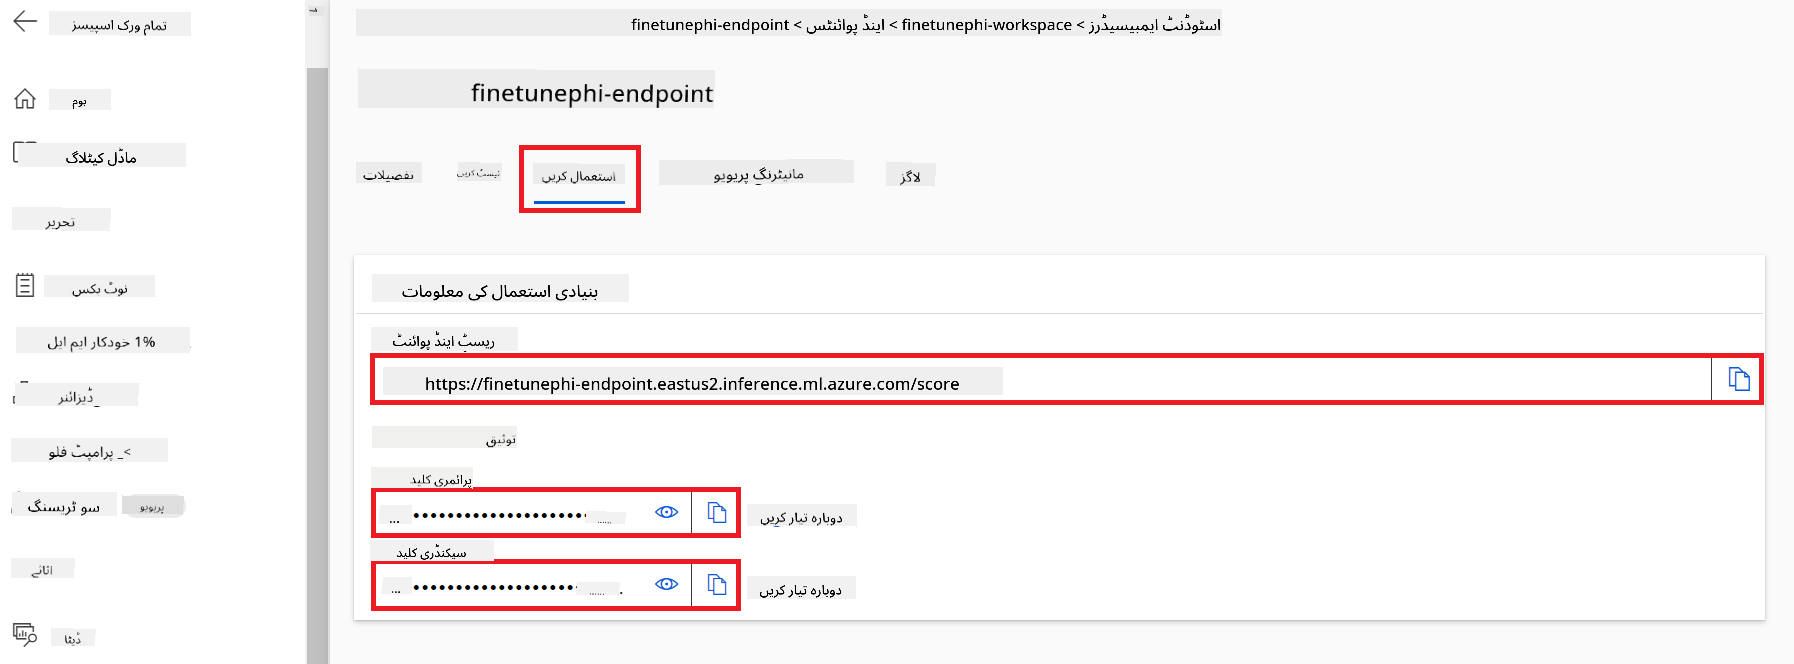 تمام ورک اسپیسز
ہوم
ماڈل کیٹلاگ
تحریر
نوٹ بکس
1% خودکار ایم ایل
ڈیزائنر
>_ پرامپٹ فلو
سو ٹریسنگ
پریویو
اثاثے
ڈیٹا
اسٹوڈنٹ ایمبیسیڈرز > finetunephi-workspace > اینڈ پوائنٹس > finetunephi-endpoint
finetunephi-endpoint
تفصیلات
ٹیسٹ کریں
استعمال کریں
مانیٹرنگ پریویو
لاگز
بنیادی استعمال کی معلومات
ریسٹ اینڈ پوائنٹ
https://finetunephi-endpoint.eastus2.inference.ml.azure.com/score
توثیق
پرائمری کلید
دوبارہ تیار کریں
سیکنڈری کلید
دوبارہ تیار کریں